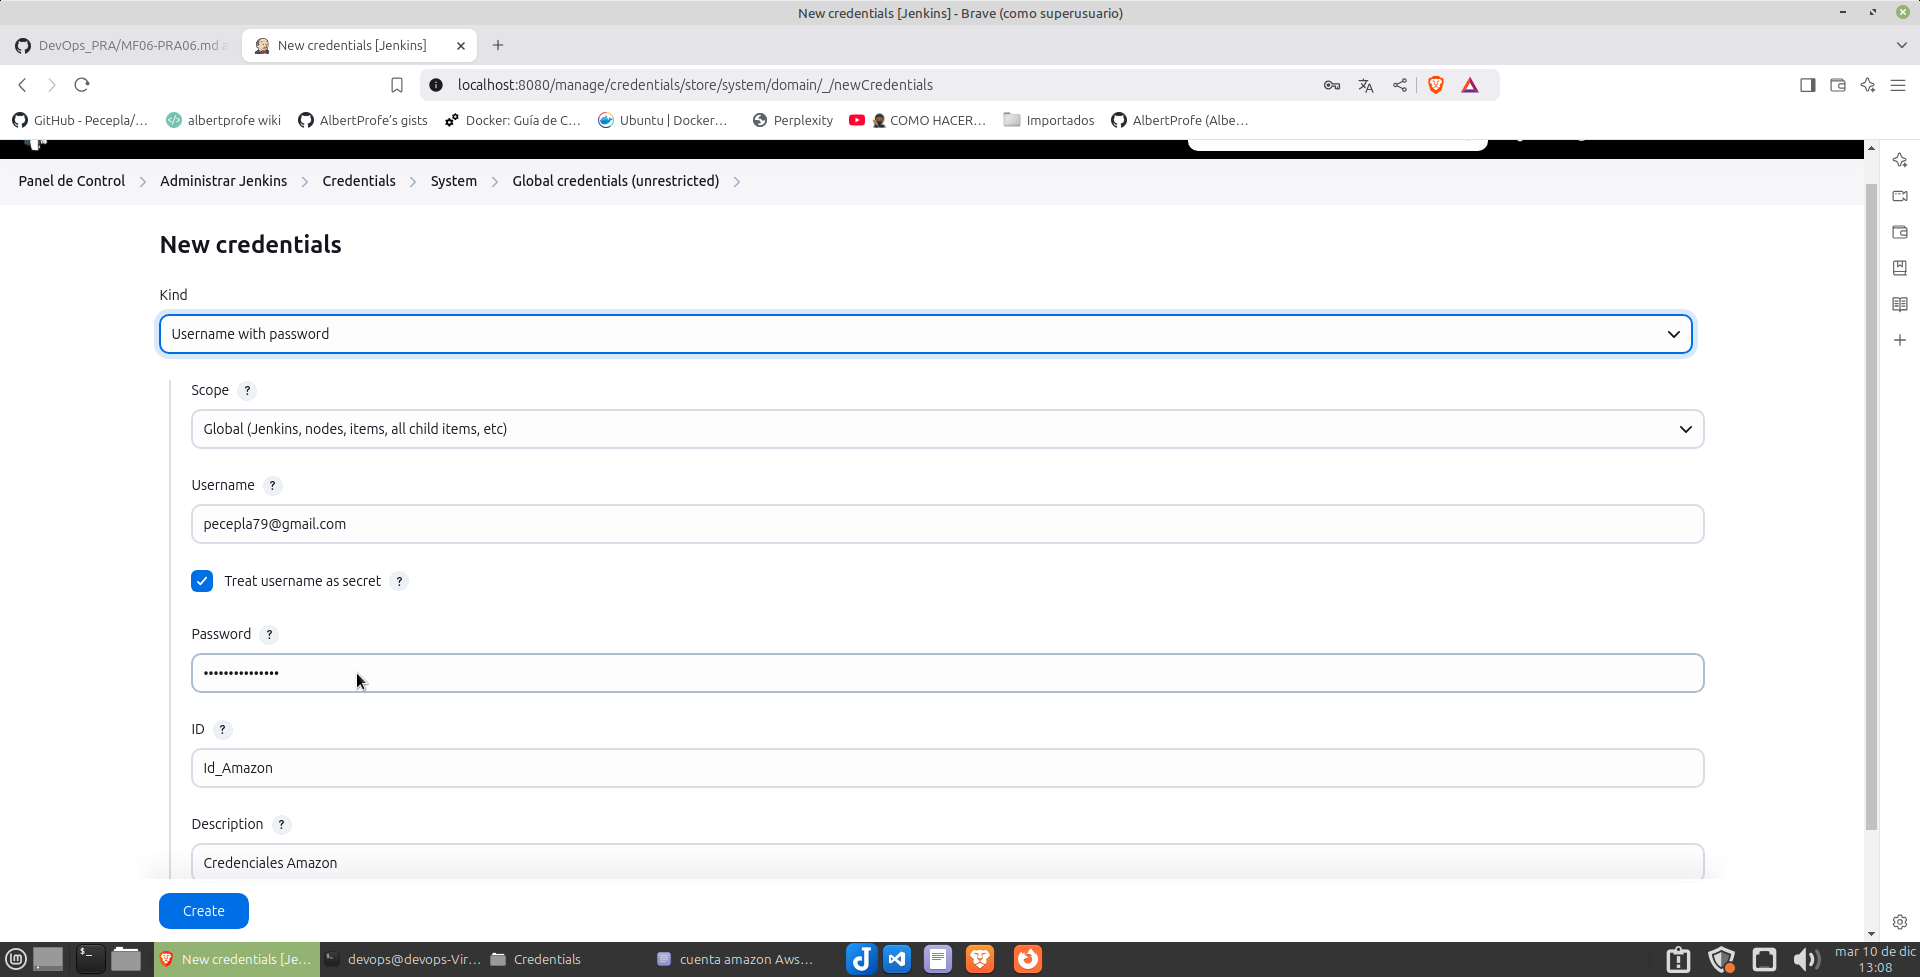 New credentials [Jenkins] - Brave (como superusuario)
DevOps_PRA/MF06-PRA06.md a
New credentials [Jenkins]
localhost:8080/manage/credentials/store/system/domain/_/newCredentials
GitHub - Pecepla/...
albertprofe wiki
AlbertProfe's gists
Docker: Guía de C...
Ubuntu | Docker...
Perplexity
COMO HACER...
Importados
AlbertProfe (Albe...
Panel de Control
Administrar Jenkins
Credentials
System
Global credentials (unrestricted)
New credentials
Kind
Username with password
Scope ?
Global (Jenkins, nodes, items, all child items, etc)
Username ?
pecepla79@gmail.com
Treat username as secret ?
Password ?
•••••••••••••••
ID ?
Id_Amazon
Description ?
Credenciales Amazon
Create
New credentials [Je...
devops@devops-Vir...
Credentials
cuenta amazon Aws...
mar 10 de dic
13:08